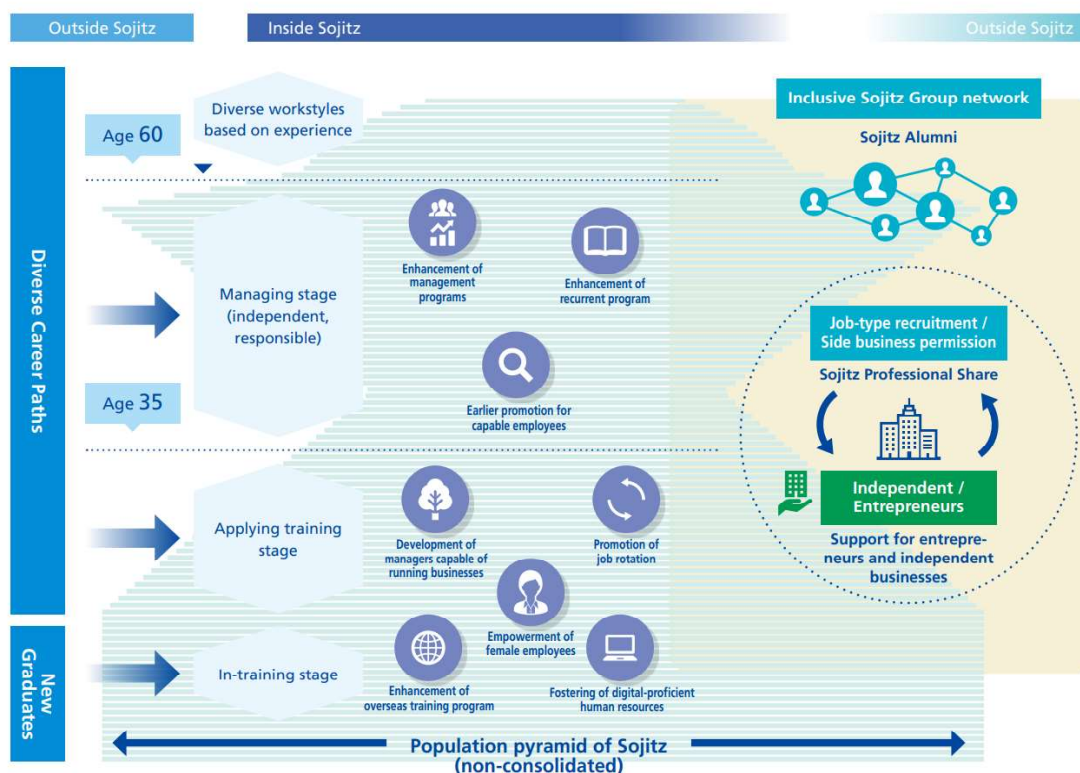 Outside Sojitz
Inside Sojitz
Outside Sojitz
Diverse Career Paths
New
Graduates
Age 60
Diverse workstyles
based on experience
Managing stage
(independent,
responsible)
Age 35
Applying training
stage
In-training stage
Enhancement of
management
programs
Enhancement of
recurrent program
Earlier promotion for
capable employees
Development of
managers capable of
running businesses
Promotion of
job rotation
Empowerment of
female employees
Enhancement of
overseas training program
Fostering of digital-proficient
human resources
Inclusive Sojitz Group network
Sojitz Alumni
Job-type recruitment /
Side business permission
Sojitz Professional Share
Independent /
Entrepreneurs
Support for entrepre-
neurs and independent
businesses
Population pyramid of Sojitz
(non-consolidated)